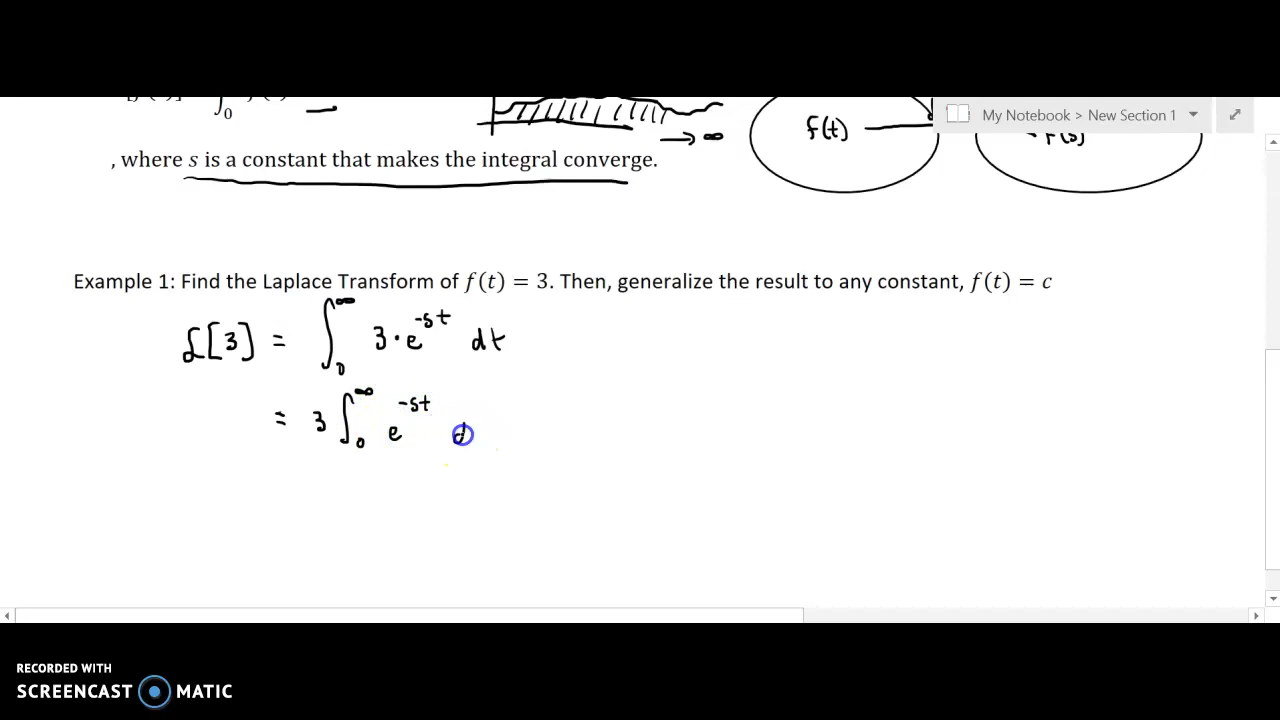 ∫₀
My Notebook > New Section 1
f(t)
F(s)
→ ∞
, where s is a constant that makes the integral converge.
Example 1: Find the Laplace Transform of f(t) = 3. Then, generalize the result to any constant, f(t) = c
ℒ[3] = ∫₀^∞ 3·e^-st dt
= 3 ∫₀^∞ e^-st d
RECORDED WITH
SCREENCAST MATIC